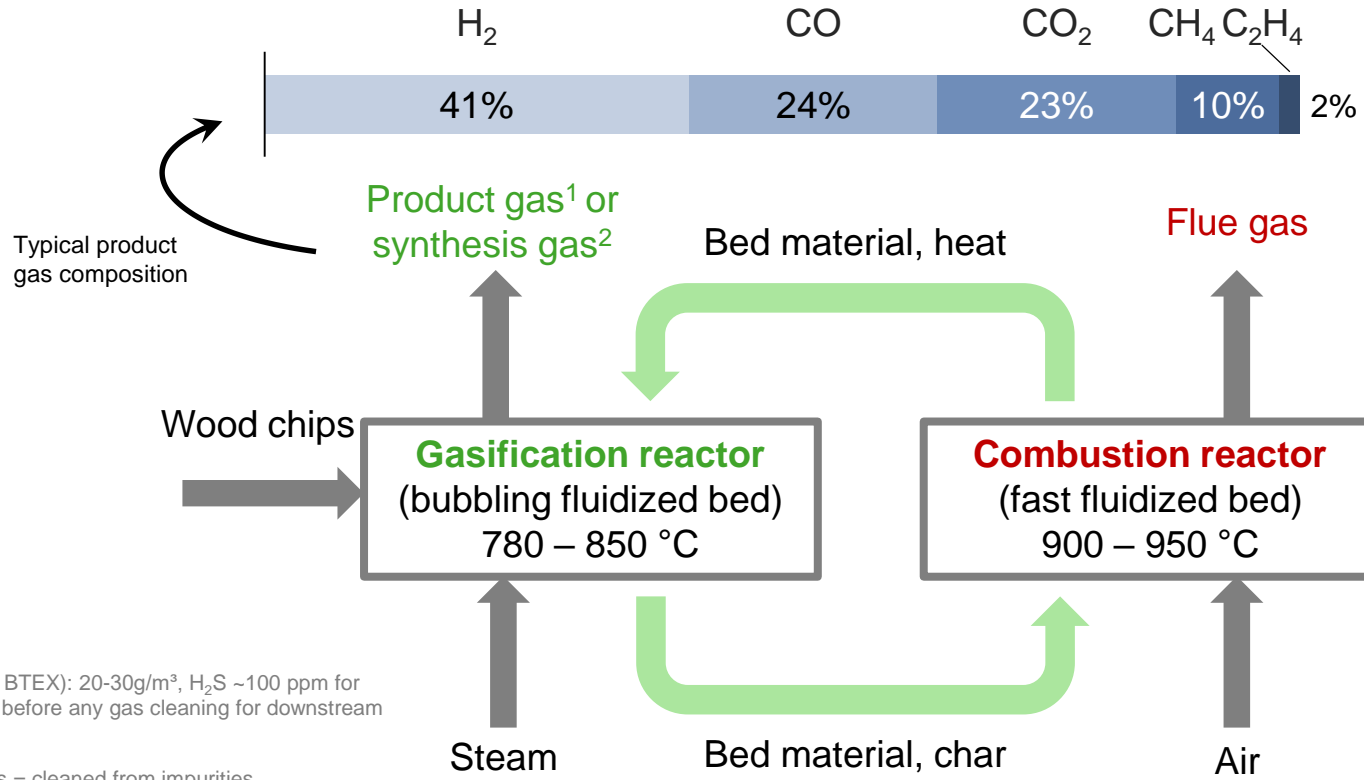 H₂ CO CO₂ CH₄ C₂H₄
41% 24% 23% 10% 2%
Typical product
gas composition
Product gas¹ or
synthesis gas²
Bed material, heat
Flue gas
Wood chips
Gasification reactor
(bubbling fluidized bed)
780 – 850 °C
Combustion reactor
(fast fluidized bed)
900 – 950 °C
BTEX): 20-30g/m³, H₂S ~100 ppm for
before any gas cleaning for downstream
Steam
Bed material, char
Air
= cleaned from impurities